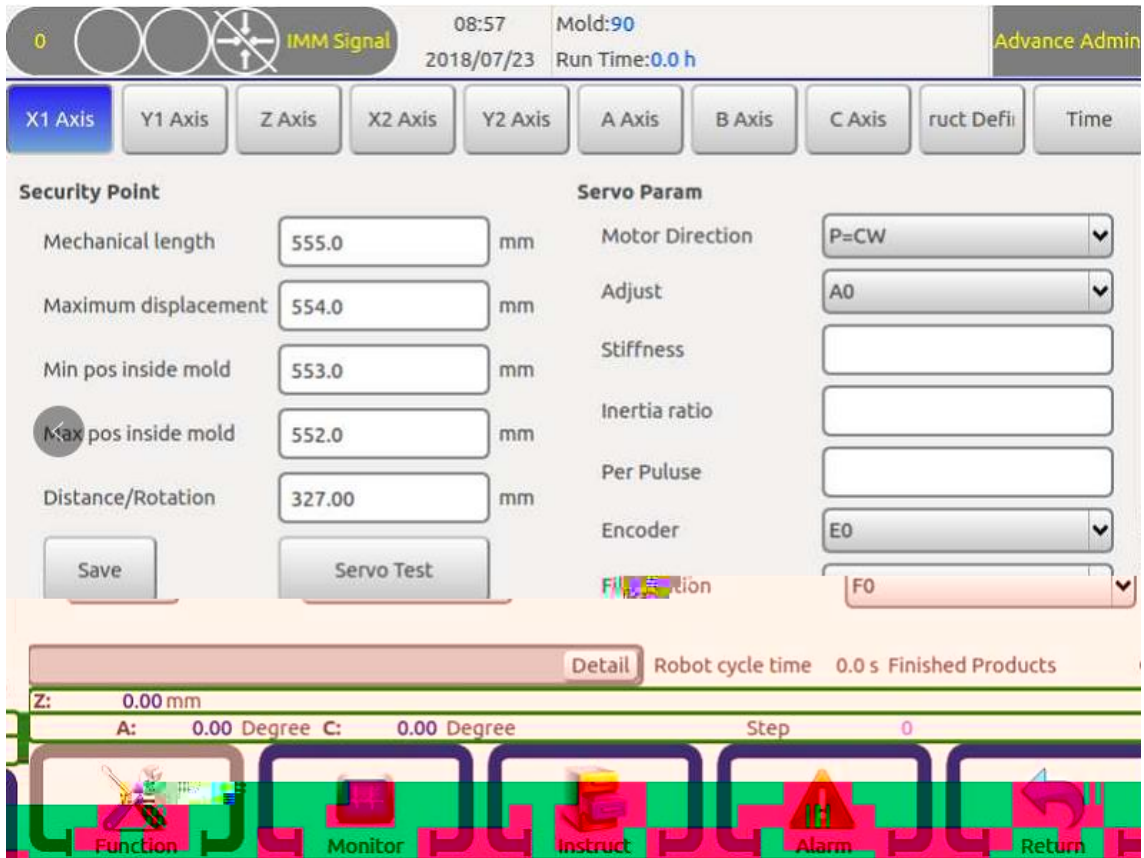 0 IMM Signal 08:57 Mold:90 Advance Admin
2018/07/23 Run Time:0.0 h
X1 Axis Y1 Axis Z Axis X2 Axis Y2 Axis A Axis B Axis C Axis ruct Defi Time
Security Point
Mechanical length 555.0 mm
Maximum displacement 554.0 mm
Min pos inside mold 553.0 mm
Max pos inside mold 552.0 mm
Distance/Rotation 327.00 mm
Save Servo Test
Servo Param
Motor Direction P=CW
Adjust A0
Stiffness
Inertia ratio
Per Puluse
Encoder E0
F0
Detail Robot cycle time 0.0 s Finished Products
Z: 0.00 mm
A: 0.00 Degree C: 0.00 Degree Step 0
Function Monitor Instruct Alarm Return